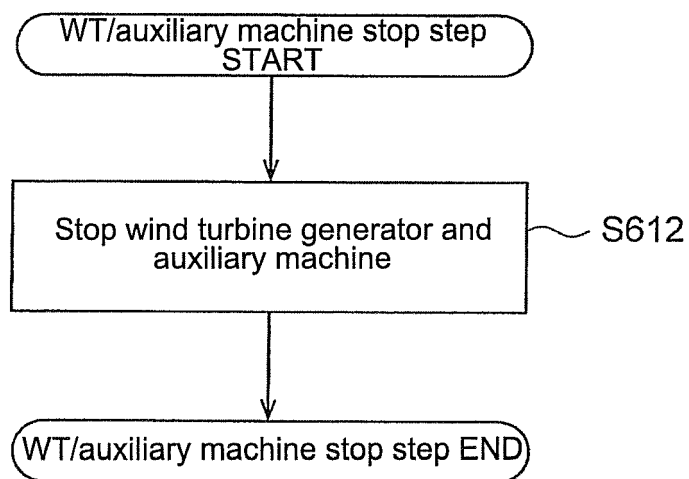 WT/auxiliary machine stop step
START
Stop wind turbine generator and
auxiliary machine
S612
WT/auxiliary machine stop step END